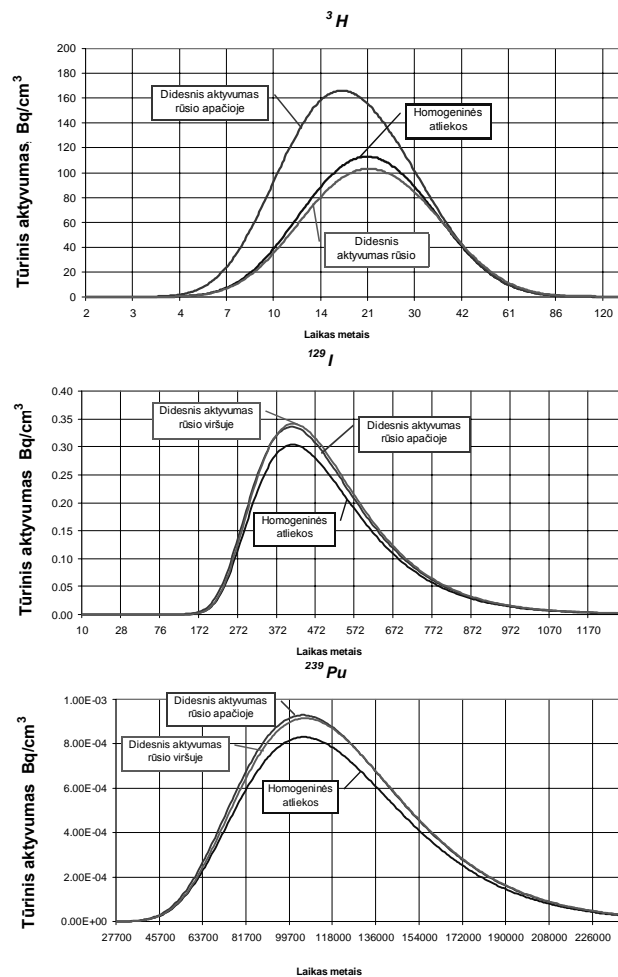 ³H
Tūrinis aktyvumas, Bq/cm³
200
180
160
140
120
100
80
60
40
20
0
Didesnis aktyvumas
rūsio apačioje
Homogeninės
atliekos
Didesnis
aktyvumas rūsio
2 3 4 7 10 14 21 30 42 61 86 120
Laikas metais
¹²⁹I
Tūrinis aktyvumas Bq/cm³
0.40
0.35
0.30
0.25
0.20
0.15
0.10
0.05
0.00
Didesnis aktyvumas
rūsio viršuje
Didesnis aktyvumas
rūsio apačioje
Homogeninės
atliekos
10 28 76 172 272 372 472 572 672 772 872 972 1070 1170
Laikas metais
²³⁹Pu
Tūrinis aktyvumas Bq/cm³
1.00E-03
8.00E-04
6.00E-04
4.00E-04
2.00E-04
0.00E+00
Didesnis aktyvumas
rūsio apačioje
Didesnis aktyvumas
rūsio viršuje
Homogeninės
atliekos
27700 45700 63700 81700 99700 118000 136000 154000 172000 190000 208000 226000
Laikas metais